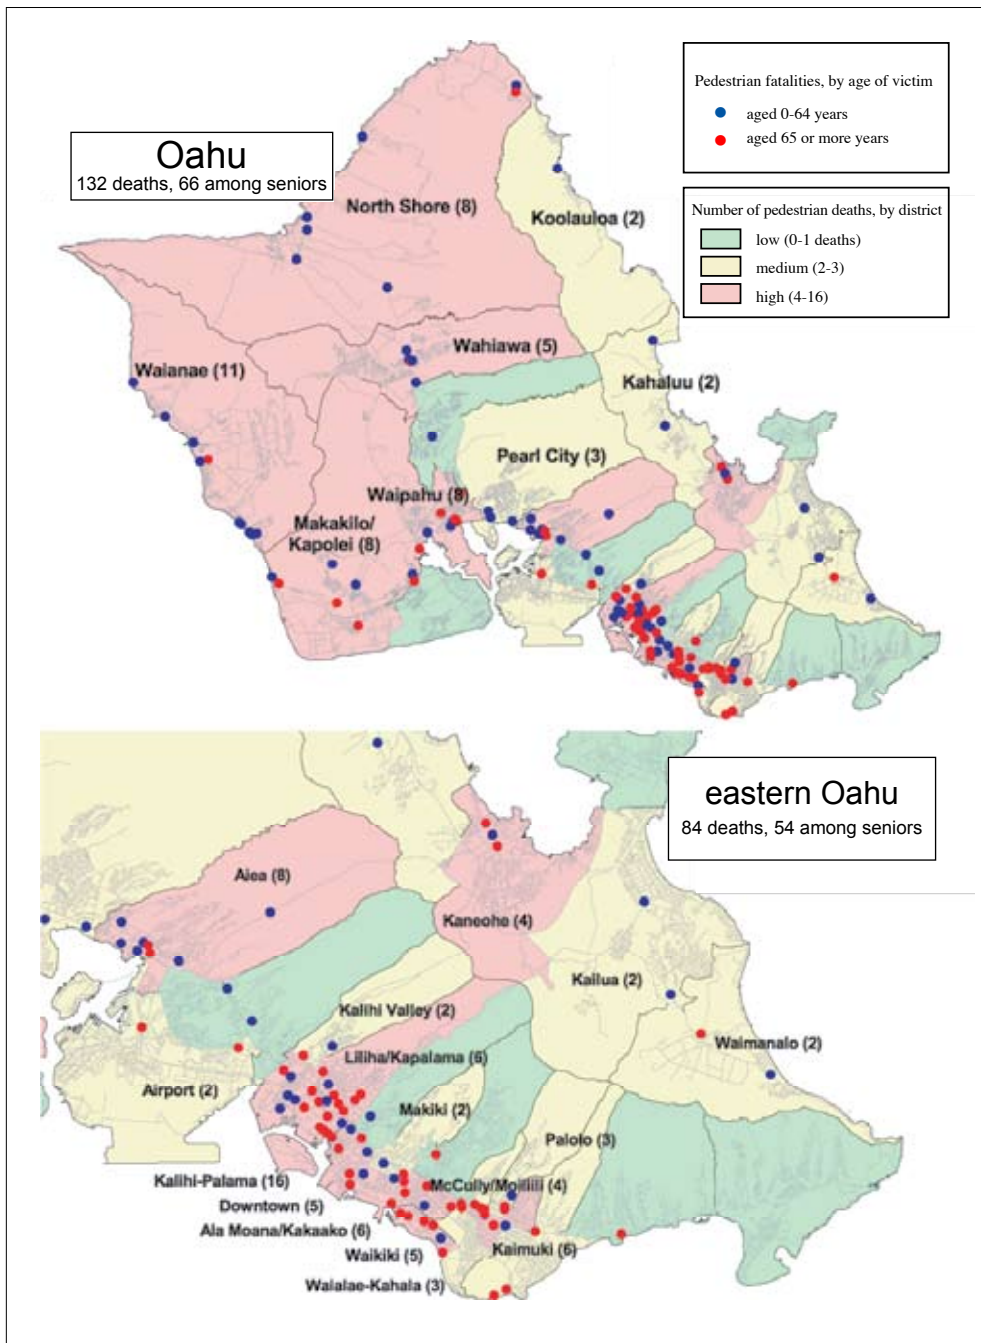 Pedestrian fatalities, by age of victim
aged 0-64 years
aged 65 or more years
Oahu
132 deaths, 66 among seniors
Number of pedestrian deaths, by district
low (0-1 deaths)
medium (2-3)
high (4-16)
North Shore (8)
Koolauloa (2)
Wahiawa (5)
Waianae (11)
Kahaluu (2)
Pearl City (3)
Waipahu (8)
Makakilo/
Kapolei (8)
eastern Oahu
84 deaths, 54 among seniors
Aiea (8)
Kaneohe (4)
Kailua (2)
Kalihi Valley (2)
Waimanalo (2)
Liliha/Kapalama (6)
Airport (2)
Makiki (2)
Palolo (3)
Kalihi-Palama (16)
McCully/Moiliili (4)
Downtown (5)
Ala Moana/Kakaako (6)
Waikiki (5)
Kaimuki (6)
Waialae-Kahala (3)